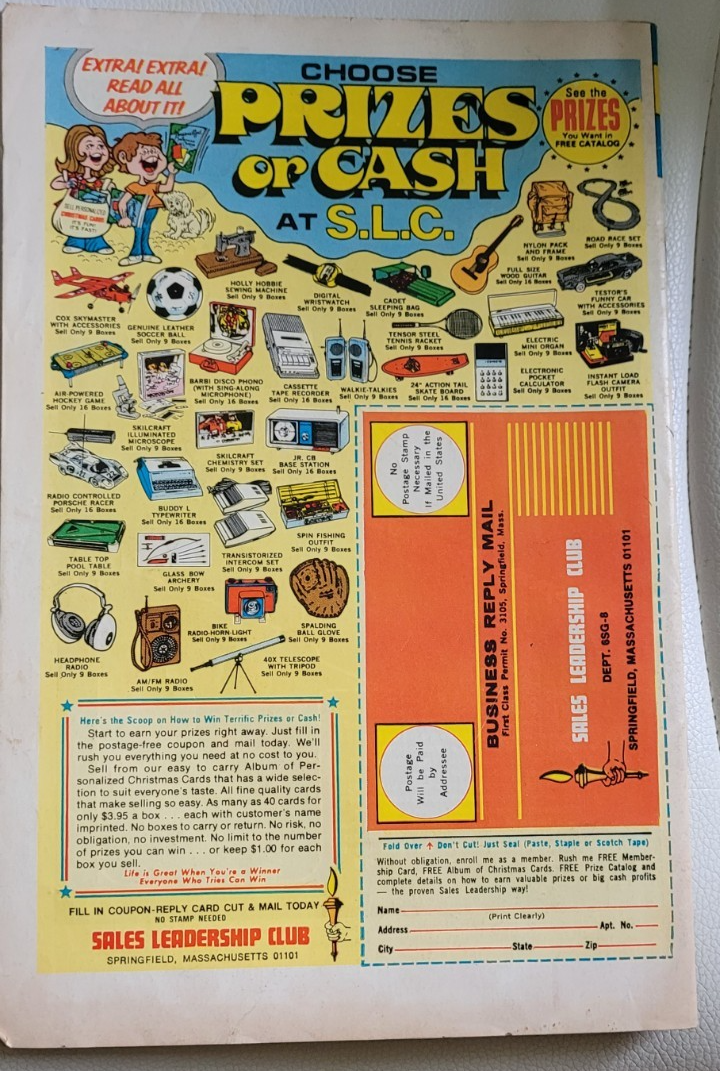 EXTRA! EXTRA!
READ ALL
ABOUT IT!
CHOOSE
PRIZES
or CASH
AT S.L.C.
See the
PRIZES
You Want in
FREE CATALOG
SELL PERSONALIZED
CHRISTMAS CARDS
IT'S FUN!
IT'S FAST!
HOLLY HOBBIE
SEWING MACHINE
Sell Only 9 Boxes
DIGITAL
WRISTWATCH
Sell Only 9 Boxes
CADET
SLEEPING BAG
Sell Only 9 Boxes
FULL SIZE
WOOD GUITAR
Sell Only 16 Boxes
NYLON PACK
AND FRAME
Sell Only 9 Boxes
ROAD RACE SET
Sell Only 9 Boxes
COX SKYMASTER
WITH ACCESSORIES
Sell Only 9 Boxes
GENUINE LEATHER
SOCCER BALL
Sell Only 9 Boxes
TENSOR STEEL
TENNIS RACKET
Sell Only 9 Boxes
ELECTRIC
MINI ORGAN
Sell Only 9 Boxes
TESTOR'S
FUNNY CAR
WITH ACCESSORIES
Sell Only 9 Boxes
AIR-POWERED
HOCKEY GAME
Sell Only 16 Boxes
BARBI DISCO PHONO
(WITH SING-ALONG
MICROPHONE)
Sell Only 16 Boxes
CASSETTE
TAPE RECORDER
Sell Only 16 Boxes
WALKIE-TALKIES
Sell Only 9 Boxes
24" ACTION TAIL
SKATE BOARD
Sell Only 16 Boxes
ELECTRONIC
POCKET
CALCULATOR
Sell Only 9 Boxes
INSTANT LOAD
FLASH CAMERA
OUTFIT
Sell Only 9 Boxes
SKILCRAFT
ILLUMINATED
MICROSCOPE
Sell Only 9 Boxes
SKILCRAFT
CHEMISTRY SET
Sell Only 9 Boxes
JR. CB
BASE STATION
Sell Only 16 Boxes
RADIO CONTROLLED
PORSCHE RACER
Sell Only 16 Boxes
BUDDY L
TYPEWRITER
Sell Only 16 Boxes
TRANSISTORIZED
INTERCOM SET
Sell Only 9 Boxes
SPIN FISHING
OUTFIT
Sell Only 9 Boxes
TABLE TOP
POOL TABLE
Sell Only 9 Boxes
GLASS BOW
ARCHERY
Sell Only 9 Boxes
BIKE
RADIO-HORN-LIGHT
Sell Only 9 Boxes
SPALDING
BALL GLOVE
Sell Only 9 Boxes
HEADPHONE
RADIO
Sell Only 9 Boxes
AM/FM RADIO
Sell Only 9 Boxes
40X TELESCOPE
WITH TRIPOD
Sell Only 9 Boxes
Here's the Scoop on How to Win Terrific Prizes or Cash!
Start to earn your prizes right away. Just fill in
the postage-free coupon and mail today. We'll
rush you everything you need at no cost to you.
Sell from our easy to carry Album of Per-
sonalized Christmas Cards that has a wide selec-
tion to suit everyone's taste. All fine quality cards
that make selling so easy. As many as 40 cards for
only $3.95 a box . . . each with customer's name
imprinted. No boxes to carry or return. No risk, no
obligation, no investment. No limit to the number
of prizes you can win . . . or keep $1.00 for each
box you sell.
Life is Great When You're a Winner
Everyone Who Tries Can Win
FILL IN COUPON-REPLY CARD CUT & MAIL TODAY
NO STAMP NEEDED
SALES LEADERSHIP CLUB
SPRINGFIELD, MASSACHUSETTS 01101
No
Postage Stamp
Necessary
If Mailed in the
United States
BUSINESS REPLY MAIL
First Class Permit No. 3105, Springfield, Mass.
Postage
Will be Paid
by
Addressee
SALES LEADERSHIP CLUB
DEPT. 6SG-8
SPRINGFIELD, MASSACHUSETTS 01101
Fold Over ↑ Don't Cut! Just Seal (Paste, Staple or Scotch Tape)
Without obligation, enroll me as a member. Rush me FREE Member-
ship Card, FREE Album of Christmas Cards. FREE Prize Catalog and
complete details on how to earn valuable prizes or big cash profits
— the proven Sales Leadership way!
Name
(Print Clearly)
Address Apt. No.
City State Zip